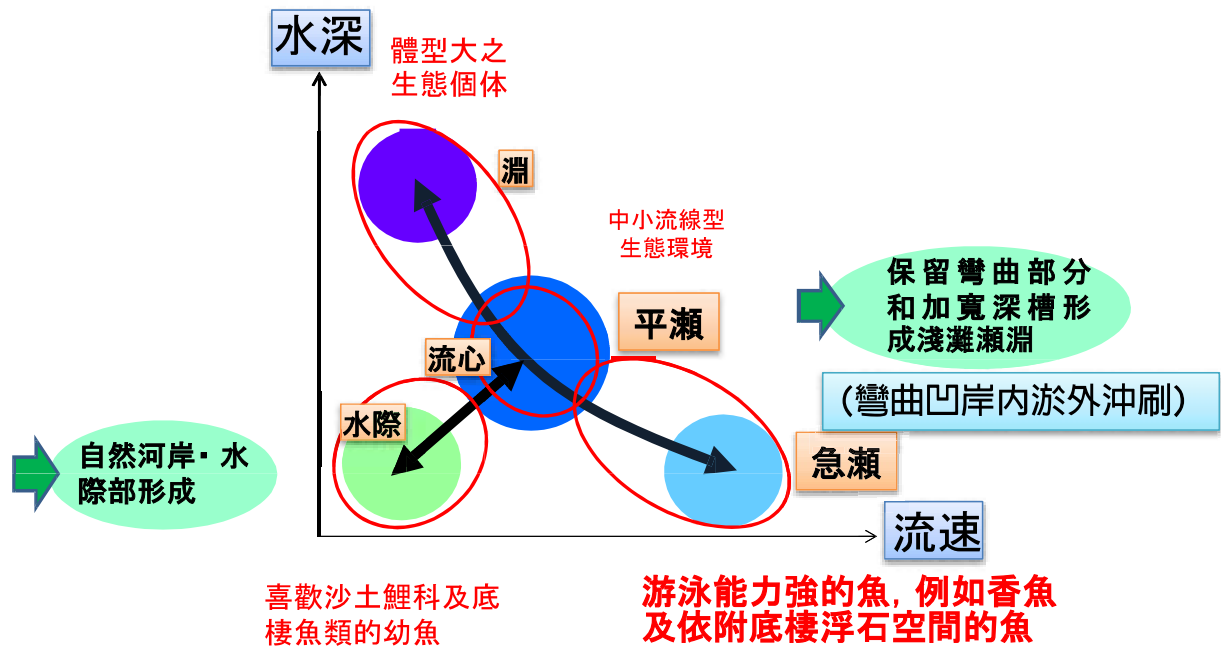 水深
體型大之
生態個体
淵
中小流線型
生態環境
保留彎曲部分
和加寬深槽形
成淺灘瀨淵
平瀨
流心
(彎曲凹岸內淤外沖刷)
水際
自然河岸▪水
際部形成
急瀨
流速
喜歡沙土鯉科及底
棲魚類的幼魚
游泳能力強的魚,例如香魚
及依附底棲浮石空間的魚